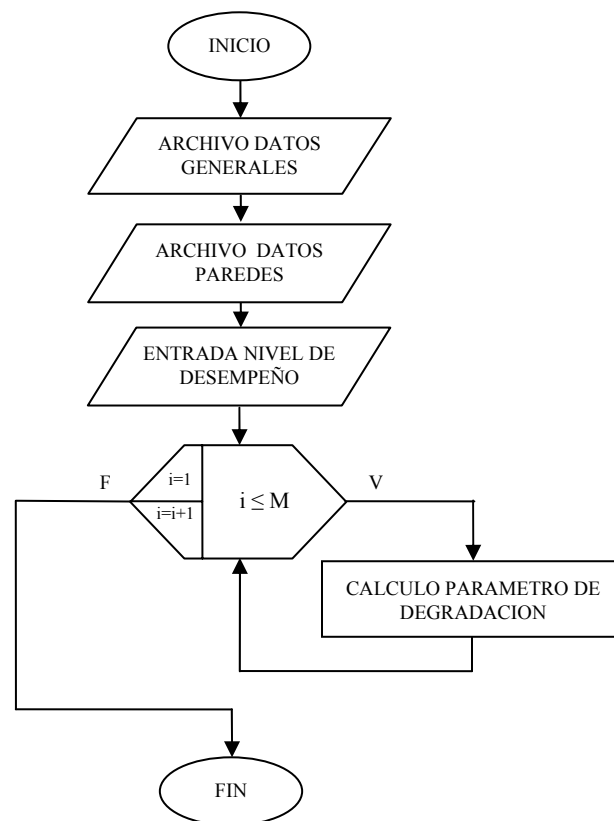 INICIO
ARCHIVO DATOS
GENERALES
ARCHIVO DATOS
PAREDES
ENTRADA NIVEL DE
DESEMPEÑO
F
i=1
i=i+1
i ≤ M
V
CALCULO PARAMETRO DE
DEGRADACION
FIN